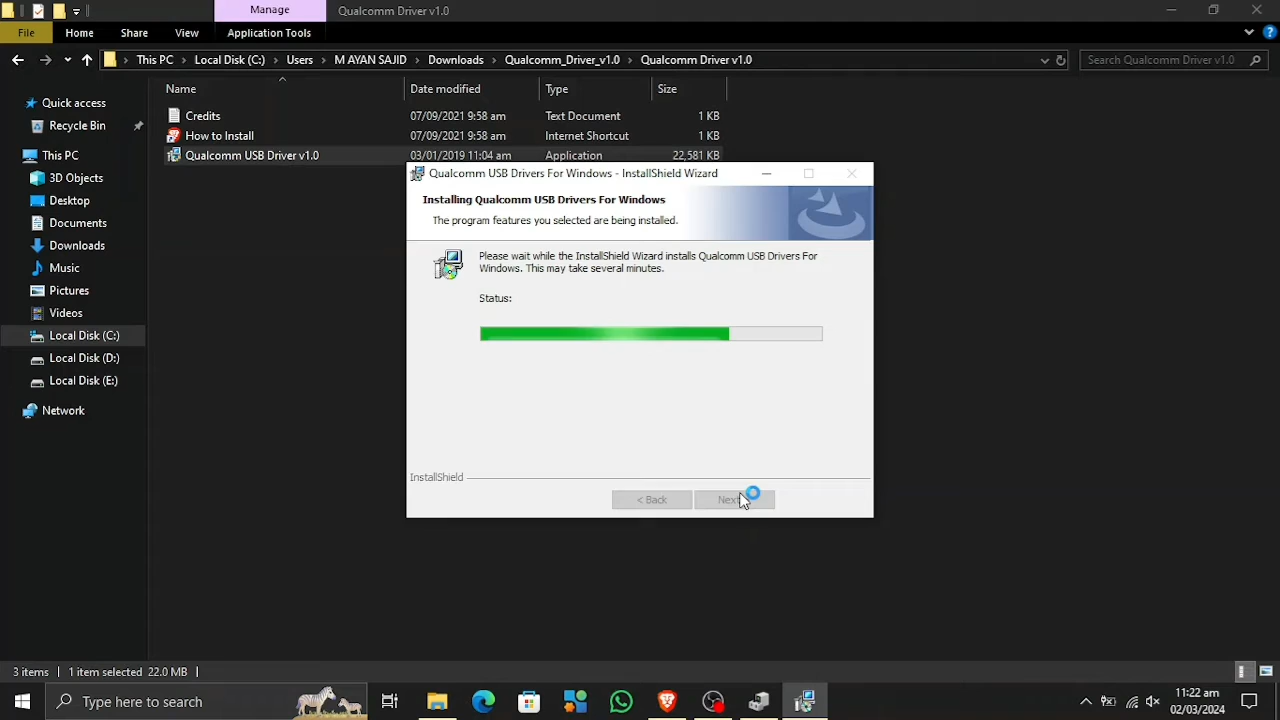 Manage
Qualcomm Driver v1.0
File
Home
Share
View
Application Tools
This PC
Local Disk (C:)
Users
M AYAN SAJID
Downloads
Qualcomm_Driver_v1.0
Qualcomm Driver v1.0
Search Qualcomm Driver v1.0
Name
Date modified
Type
Size
Quick access
Recycle Bin
This PC
3D Objects
Desktop
Documents
Downloads
Music
Pictures
Videos
Local Disk (C:)
Local Disk (D:)
Local Disk (E:)
Network
Credits
07/09/2021 9:58 am
Text Document
1 KB
How to Install
07/09/2021 9:58 am
Internet Shortcut
1 KB
Qualcomm USB Driver v1.0
03/01/2019 11:04 am
Application
22,581 KB
Qualcomm USB Drivers For Windows - InstallShield Wizard
Installing Qualcomm USB Drivers For Windows
The program features you selected are being installed.
Please wait while the InstallShield Wizard installs Qualcomm USB Drivers For
Windows. This may take several minutes.
Status:
InstallShield
< Back
Next
3 items
1 item selected 22.0 MB
Type here to search
11:22 am
02/03/2024